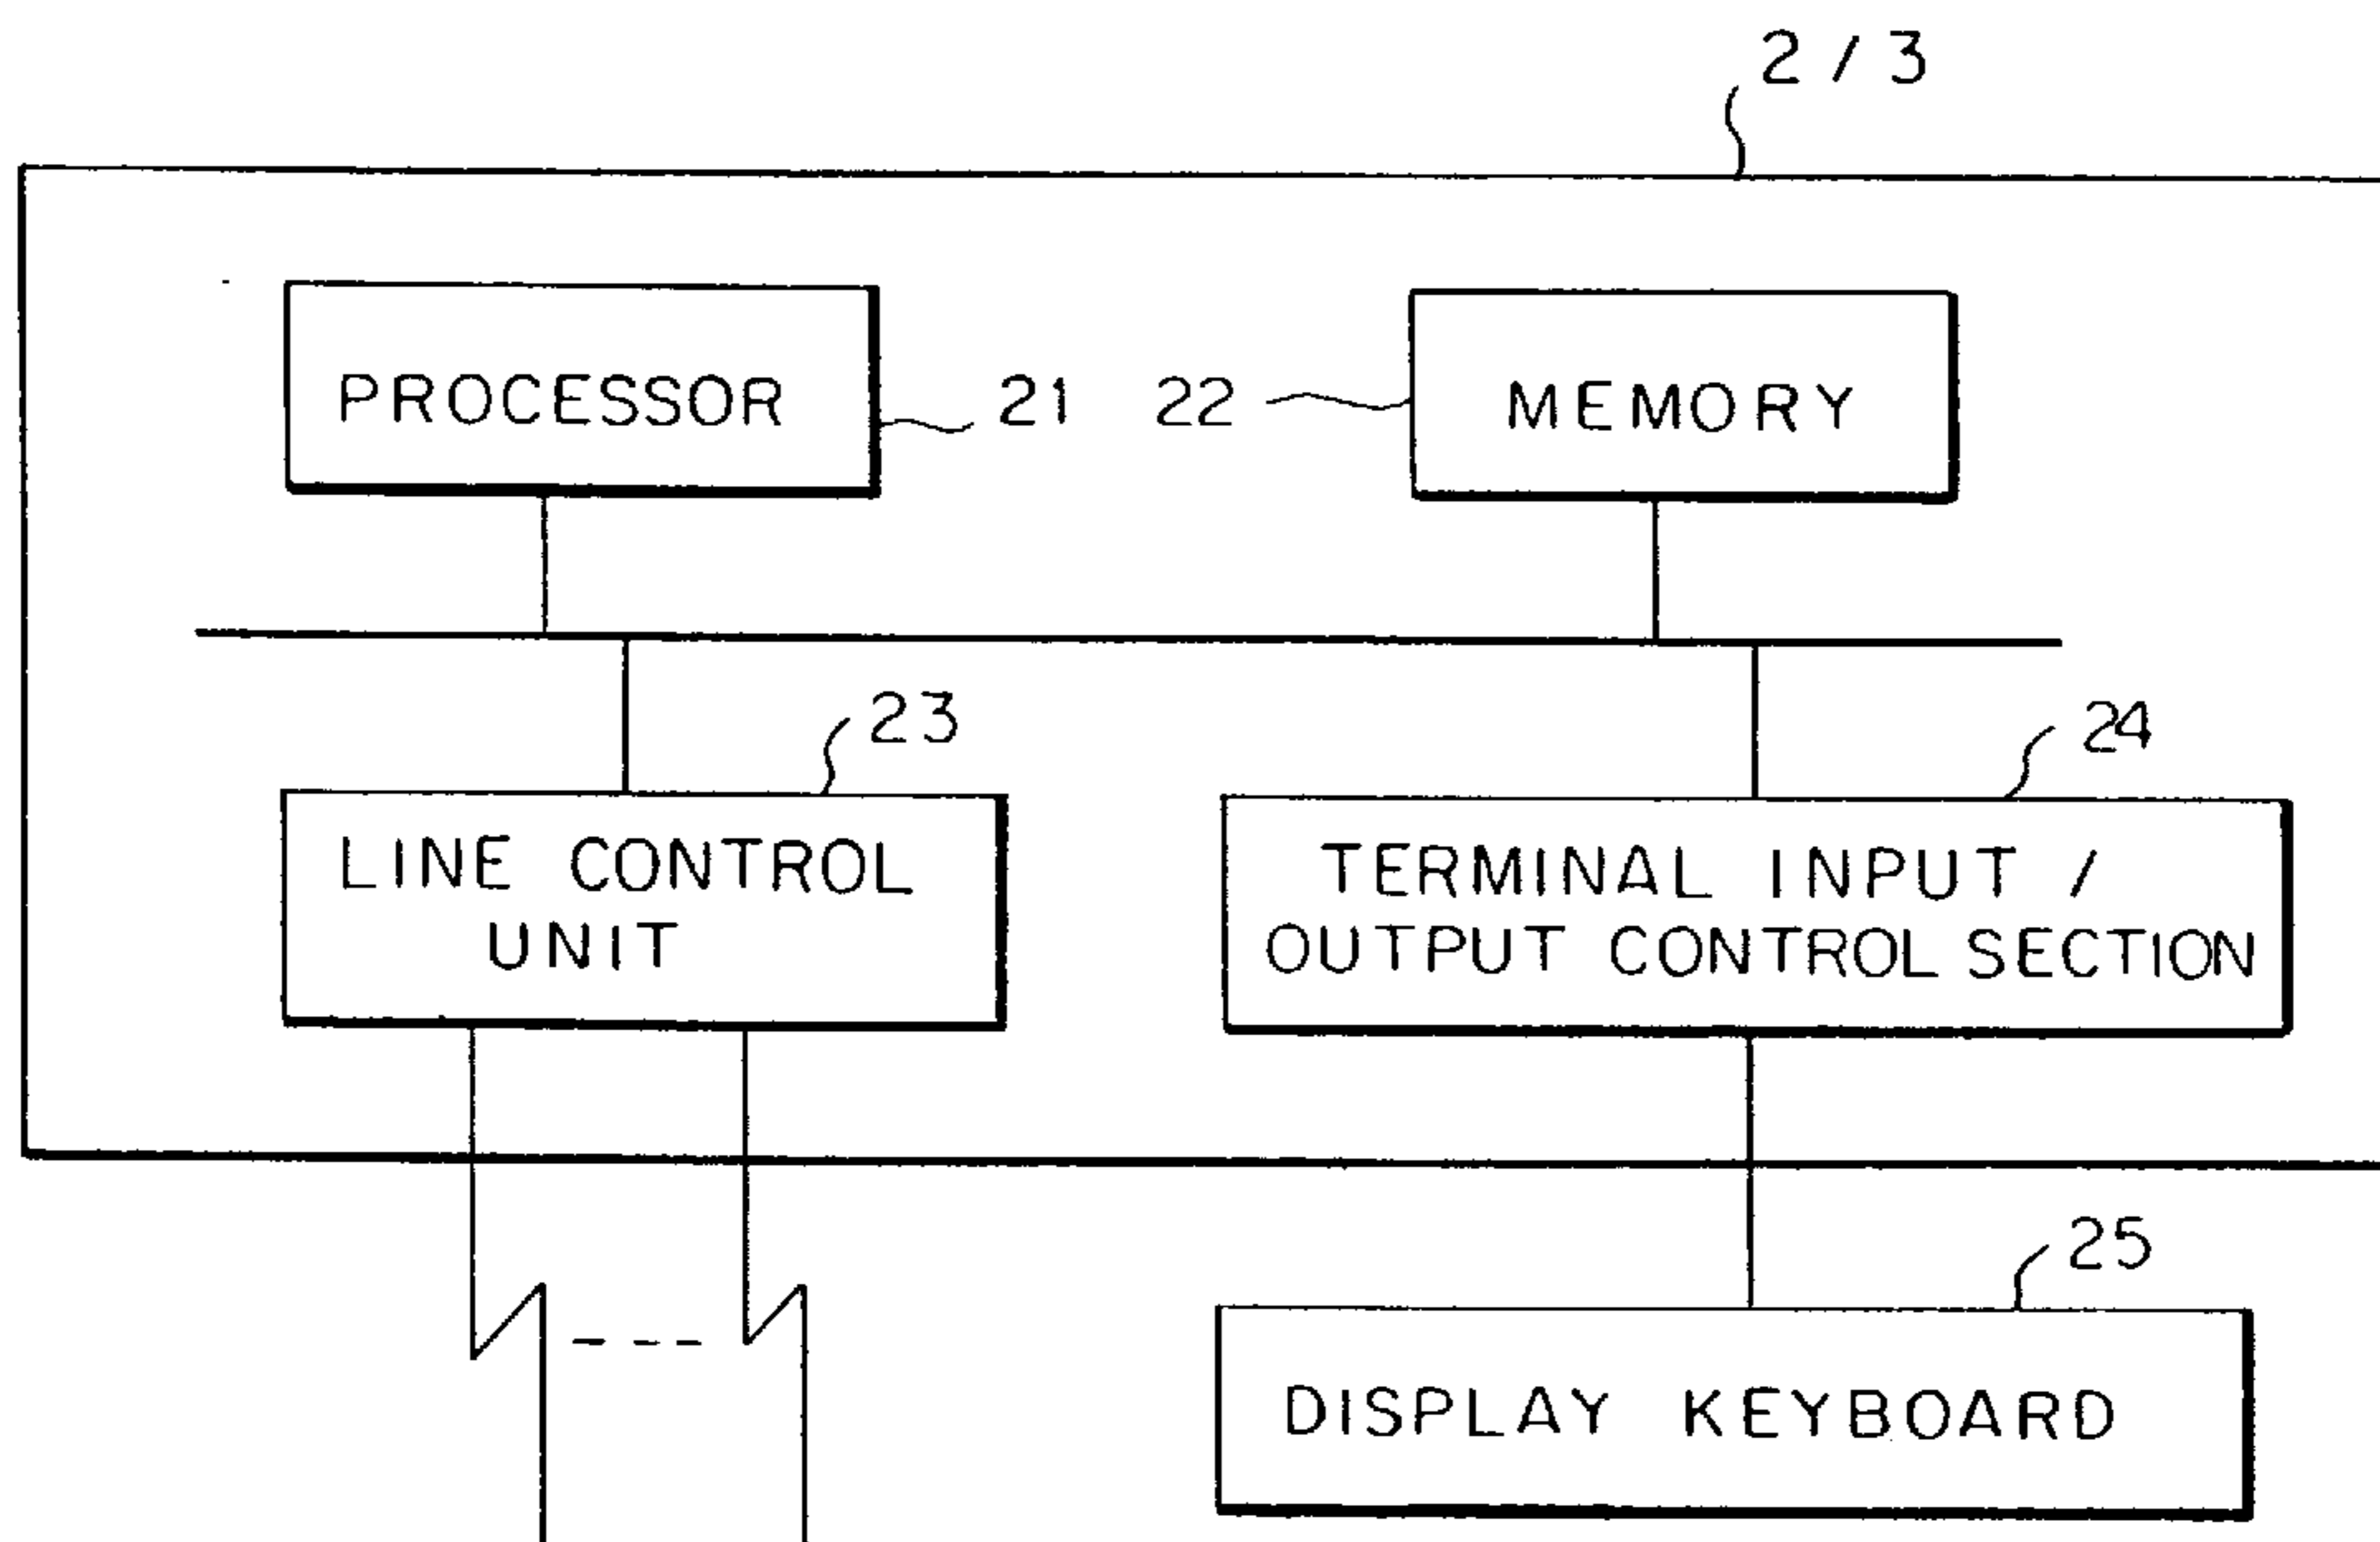 2 / 3
PROCESSOR
21
22
MEMORY
23
24
LINE CONTROL
UNIT
TERMINAL INPUT /
OUTPUT CONTROL SECTION
25
DISPLAY KEYBOARD